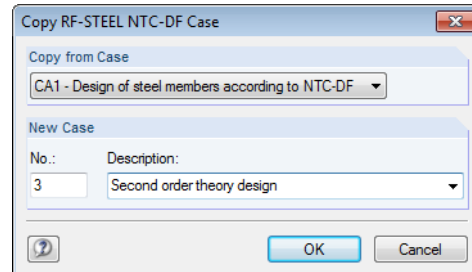 Copy RF-STEEL NTC-DF Case
Copy from Case
CA1 - Design of steel members according to NTC-DF
New Case
No.: Description:
3 Second order theory design
OK Cancel